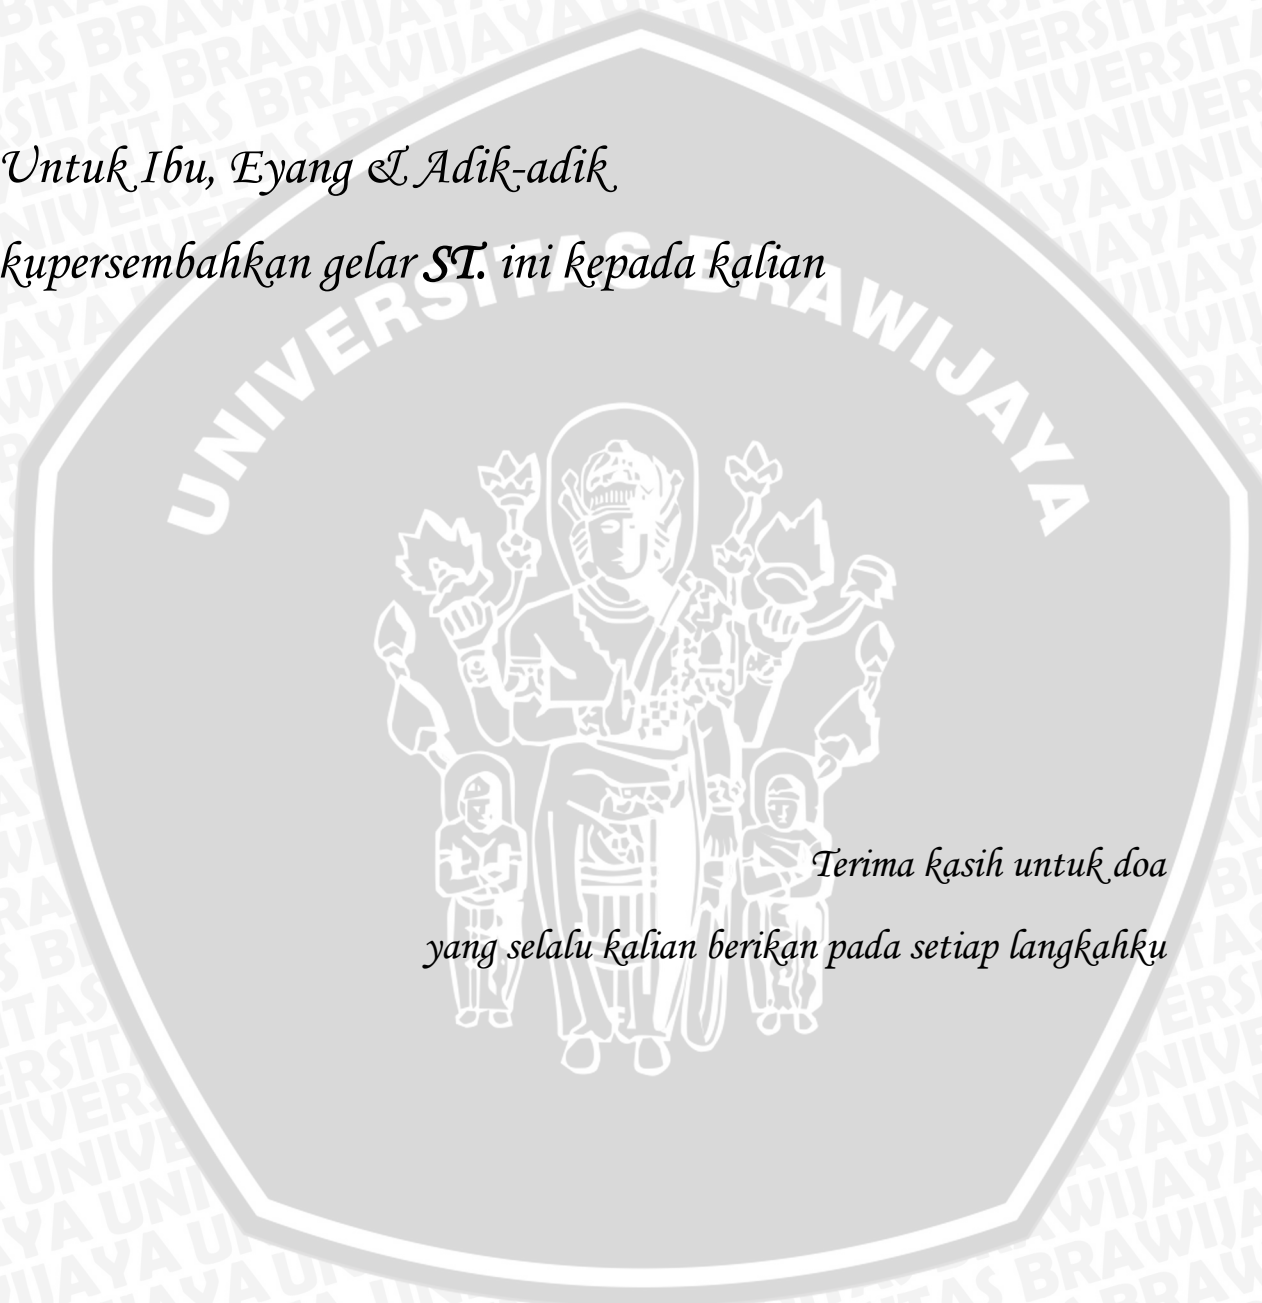 Untuk Ibu, Eyang & Adik-adik
kupersembahkan gelar ST. ini kepada kalian
UNIVERSITAS BRAWIJAYA
Terima kasih untuk doa
yang selalu kalian berikan pada setiap langkahku